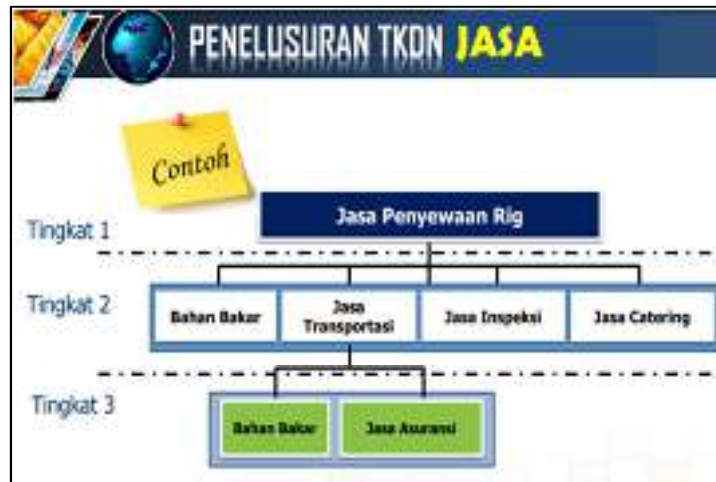 PENELUSURAN TKDN JASA
Contoh
Jasa Penyewaan Rig
Tingkat 1
Tingkat 2
Bahan Bakar
Jasa
Transportasi
Jasa Inspeksi
Jasa Catering
Tingkat 3
Bahan Bakar
Jasa Asuransi